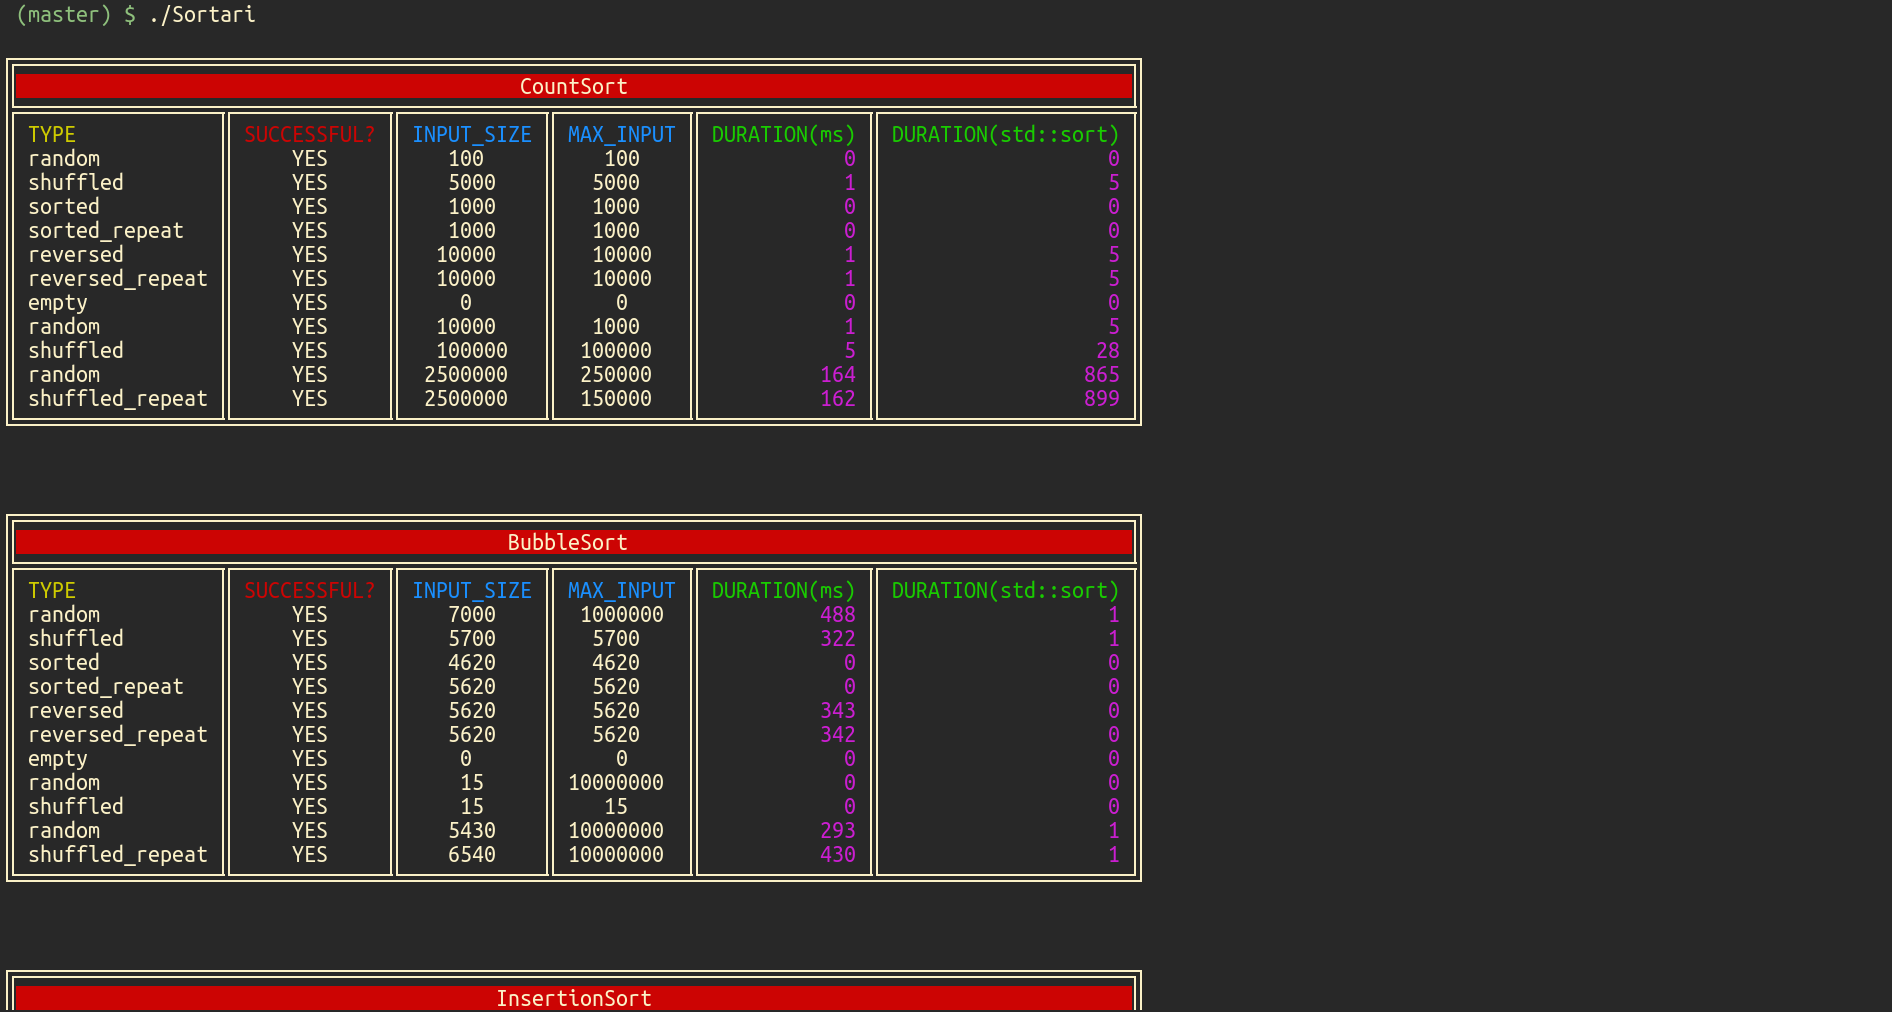 (master) $ ./Sortari
CountSort
TYPE SUCCESSFUL? INPUT_SIZE MAX_INPUT DURATION(ms) DURATION(std::sort)
random YES 100 100 0 0
shuffled YES 5000 5000 1 5
sorted YES 1000 1000 0 0
sorted_repeat YES 1000 1000 0 0
reversed YES 10000 10000 1 5
reversed_repeat YES 10000 10000 1 5
empty YES 0 0 0 0
random YES 10000 1000 1 5
shuffled YES 100000 100000 5 28
random YES 2500000 250000 164 865
shuffled_repeat YES 2500000 150000 162 899
BubbleSort
TYPE SUCCESSFUL? INPUT_SIZE MAX_INPUT DURATION(ms) DURATION(std::sort)
random YES 7000 1000000 488 1
shuffled YES 5700 5700 322 1
sorted YES 4620 4620 0 0
sorted_repeat YES 5620 5620 0 0
reversed YES 5620 5620 343 0
reversed_repeat YES 5620 5620 342 0
empty YES 0 0 0 0
random YES 15 10000000 0 0
shuffled YES 15 15 0 0
random YES 5430 10000000 293 1
shuffled_repeat YES 6540 10000000 430 1
InsertionSort